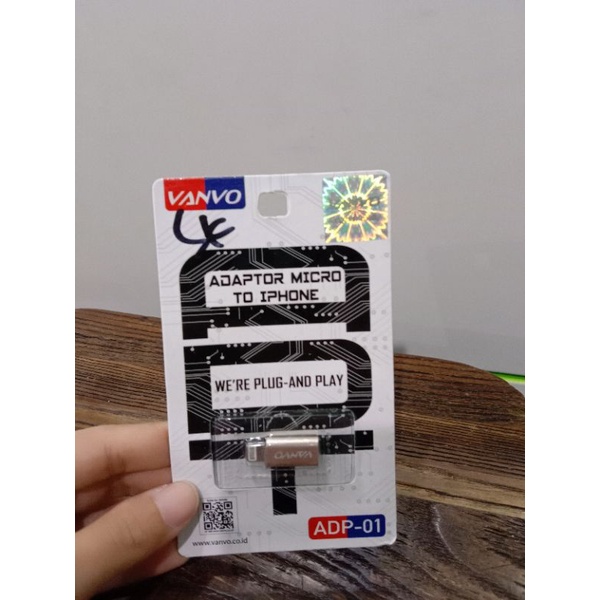 VANVO
ADAPTOR MICRO
TO IPHONE
WE'RE PLUG-AND PLAY
VANVO
ADP-01
www.vanvo.co.id